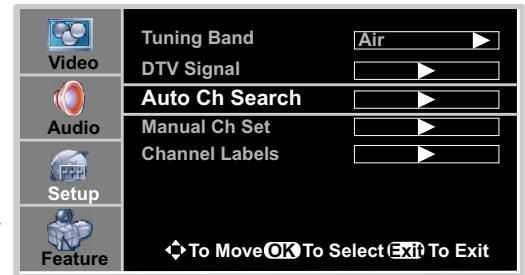 Video
Audio
Setup
Feature
Tuning Band Air
DTV Signal
Auto Ch Search
Manual Ch Set
Channel Labels
To Move OK To Select Exit To Exit